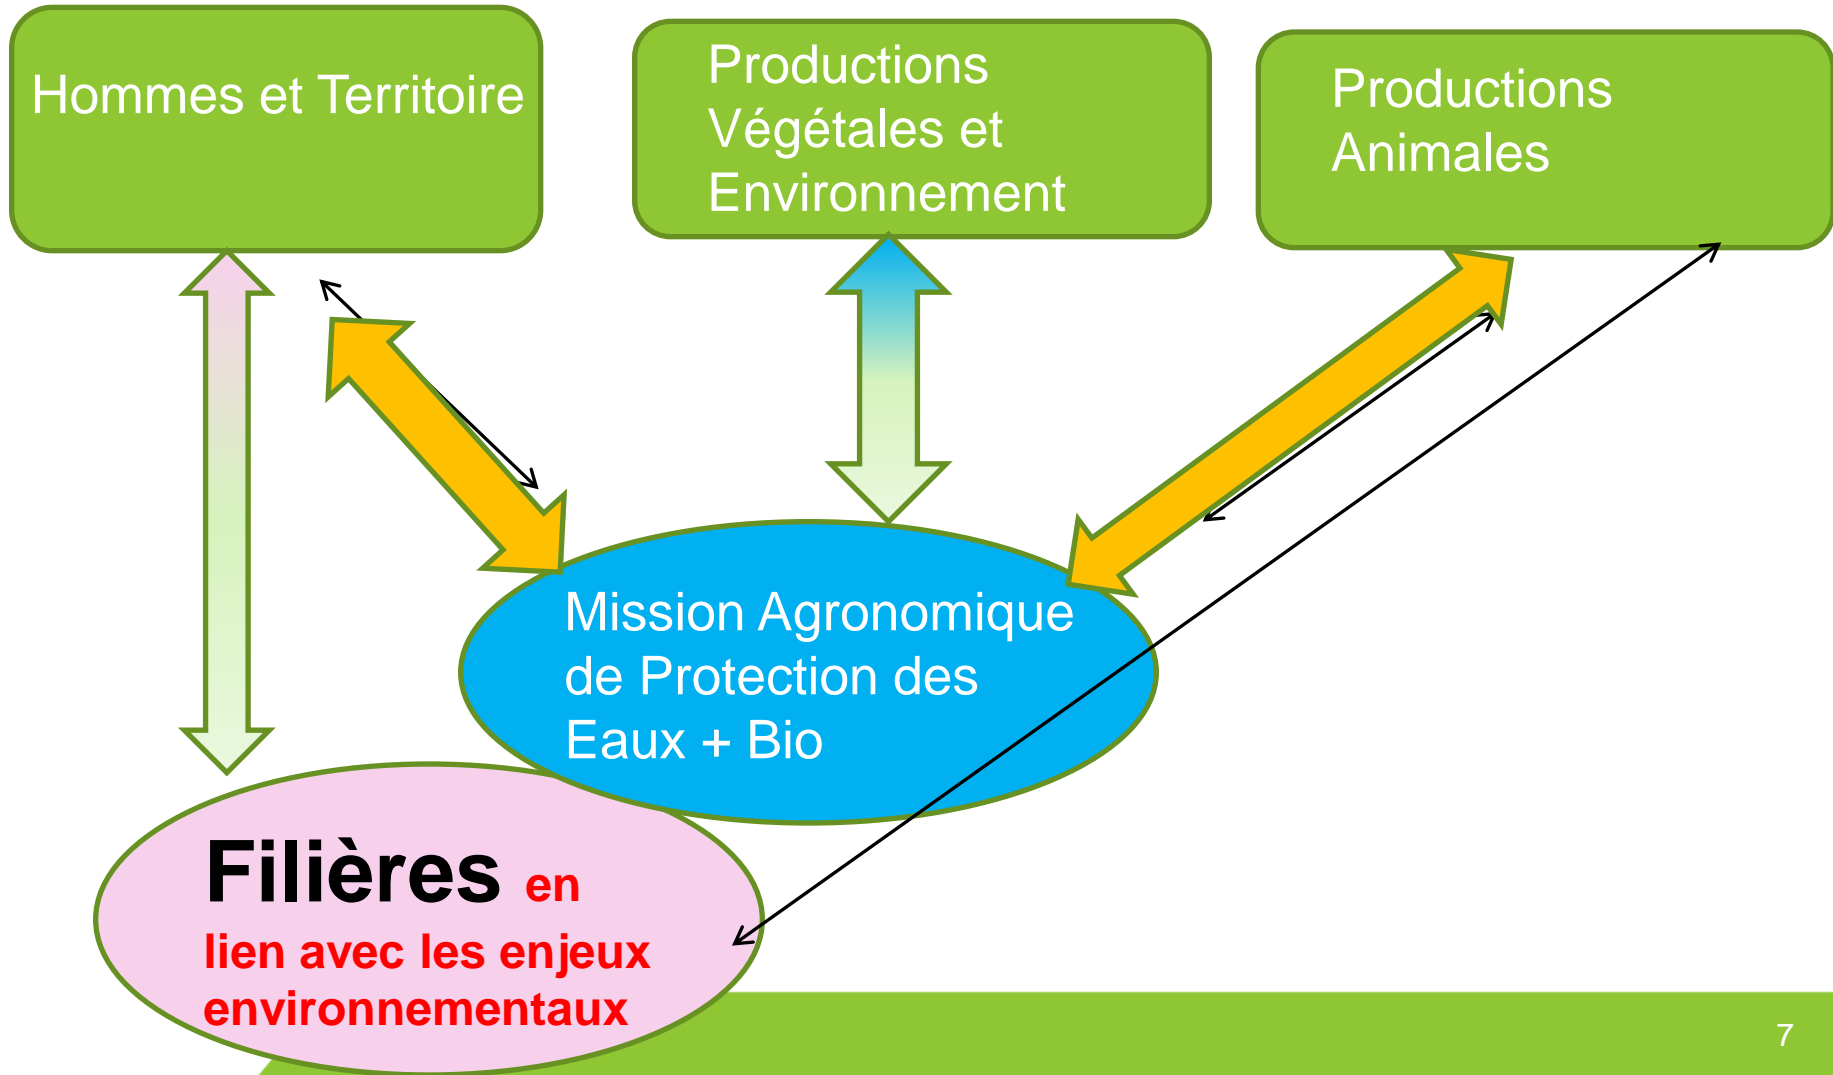 Hommes et Territoire
Productions
Végétales et
Environnement
Productions
Animales
Mission Agronomique
de Protection des
Eaux + Bio
Filières en
lien avec les enjeux
environnementaux
7